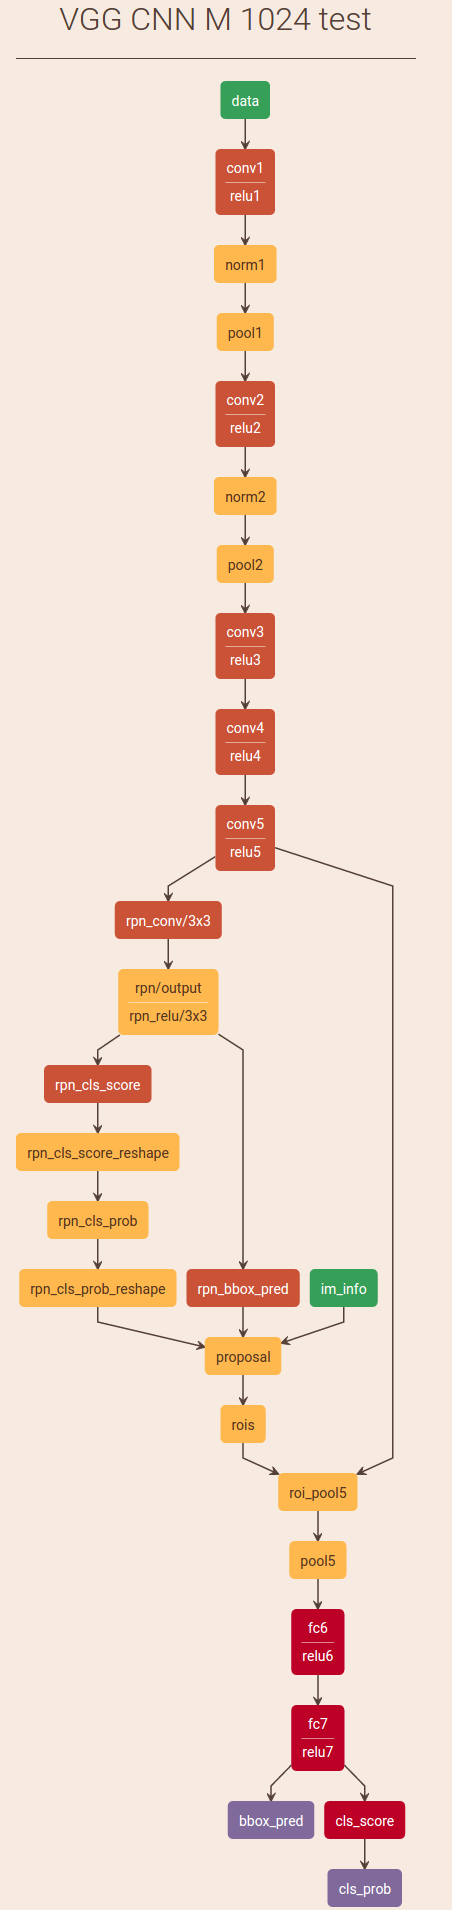 VGG CNN M 1024 test
data
conv1
relu1
norm1
pool1
conv2
relu2
norm2
pool2
conv3
relu3
conv4
relu4
conv5
relu5
rpn_conv/3x3
rpn/output
rpn_relu/3x3
rpn_cls_score
rpn_cls_score_reshape
rpn_cls_prob
rpn_cls_prob_reshape
rpn_bbox_pred
im_info
proposal
rois
roi_pool5
pool5
fc6
relu6
fc7
relu7
bbox_pred
cls_score
cls_prob